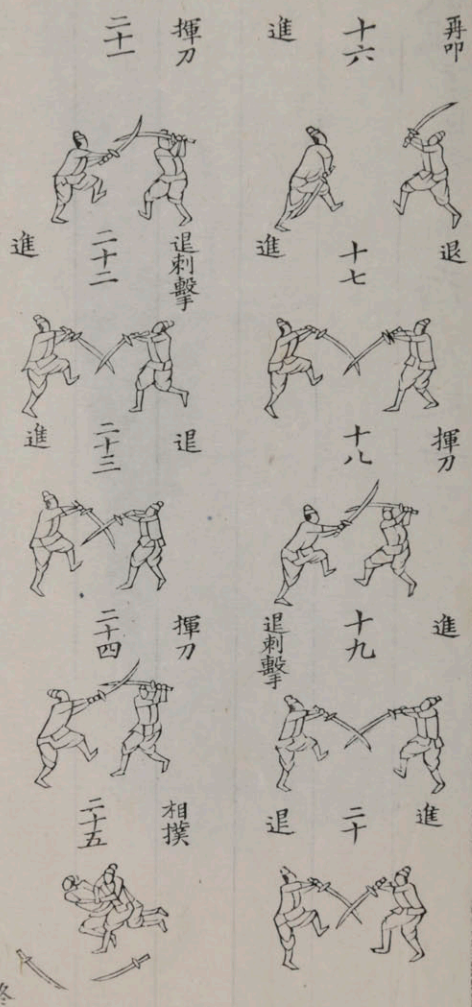 再叩
十六
進
退
十七
進
揮刀
十八
進
十九
退刺擊
進
二十
退
揮刀
二十一
退刺擊
二十二
進
退
二十三
進
揮刀
二十四
相撲
二十五